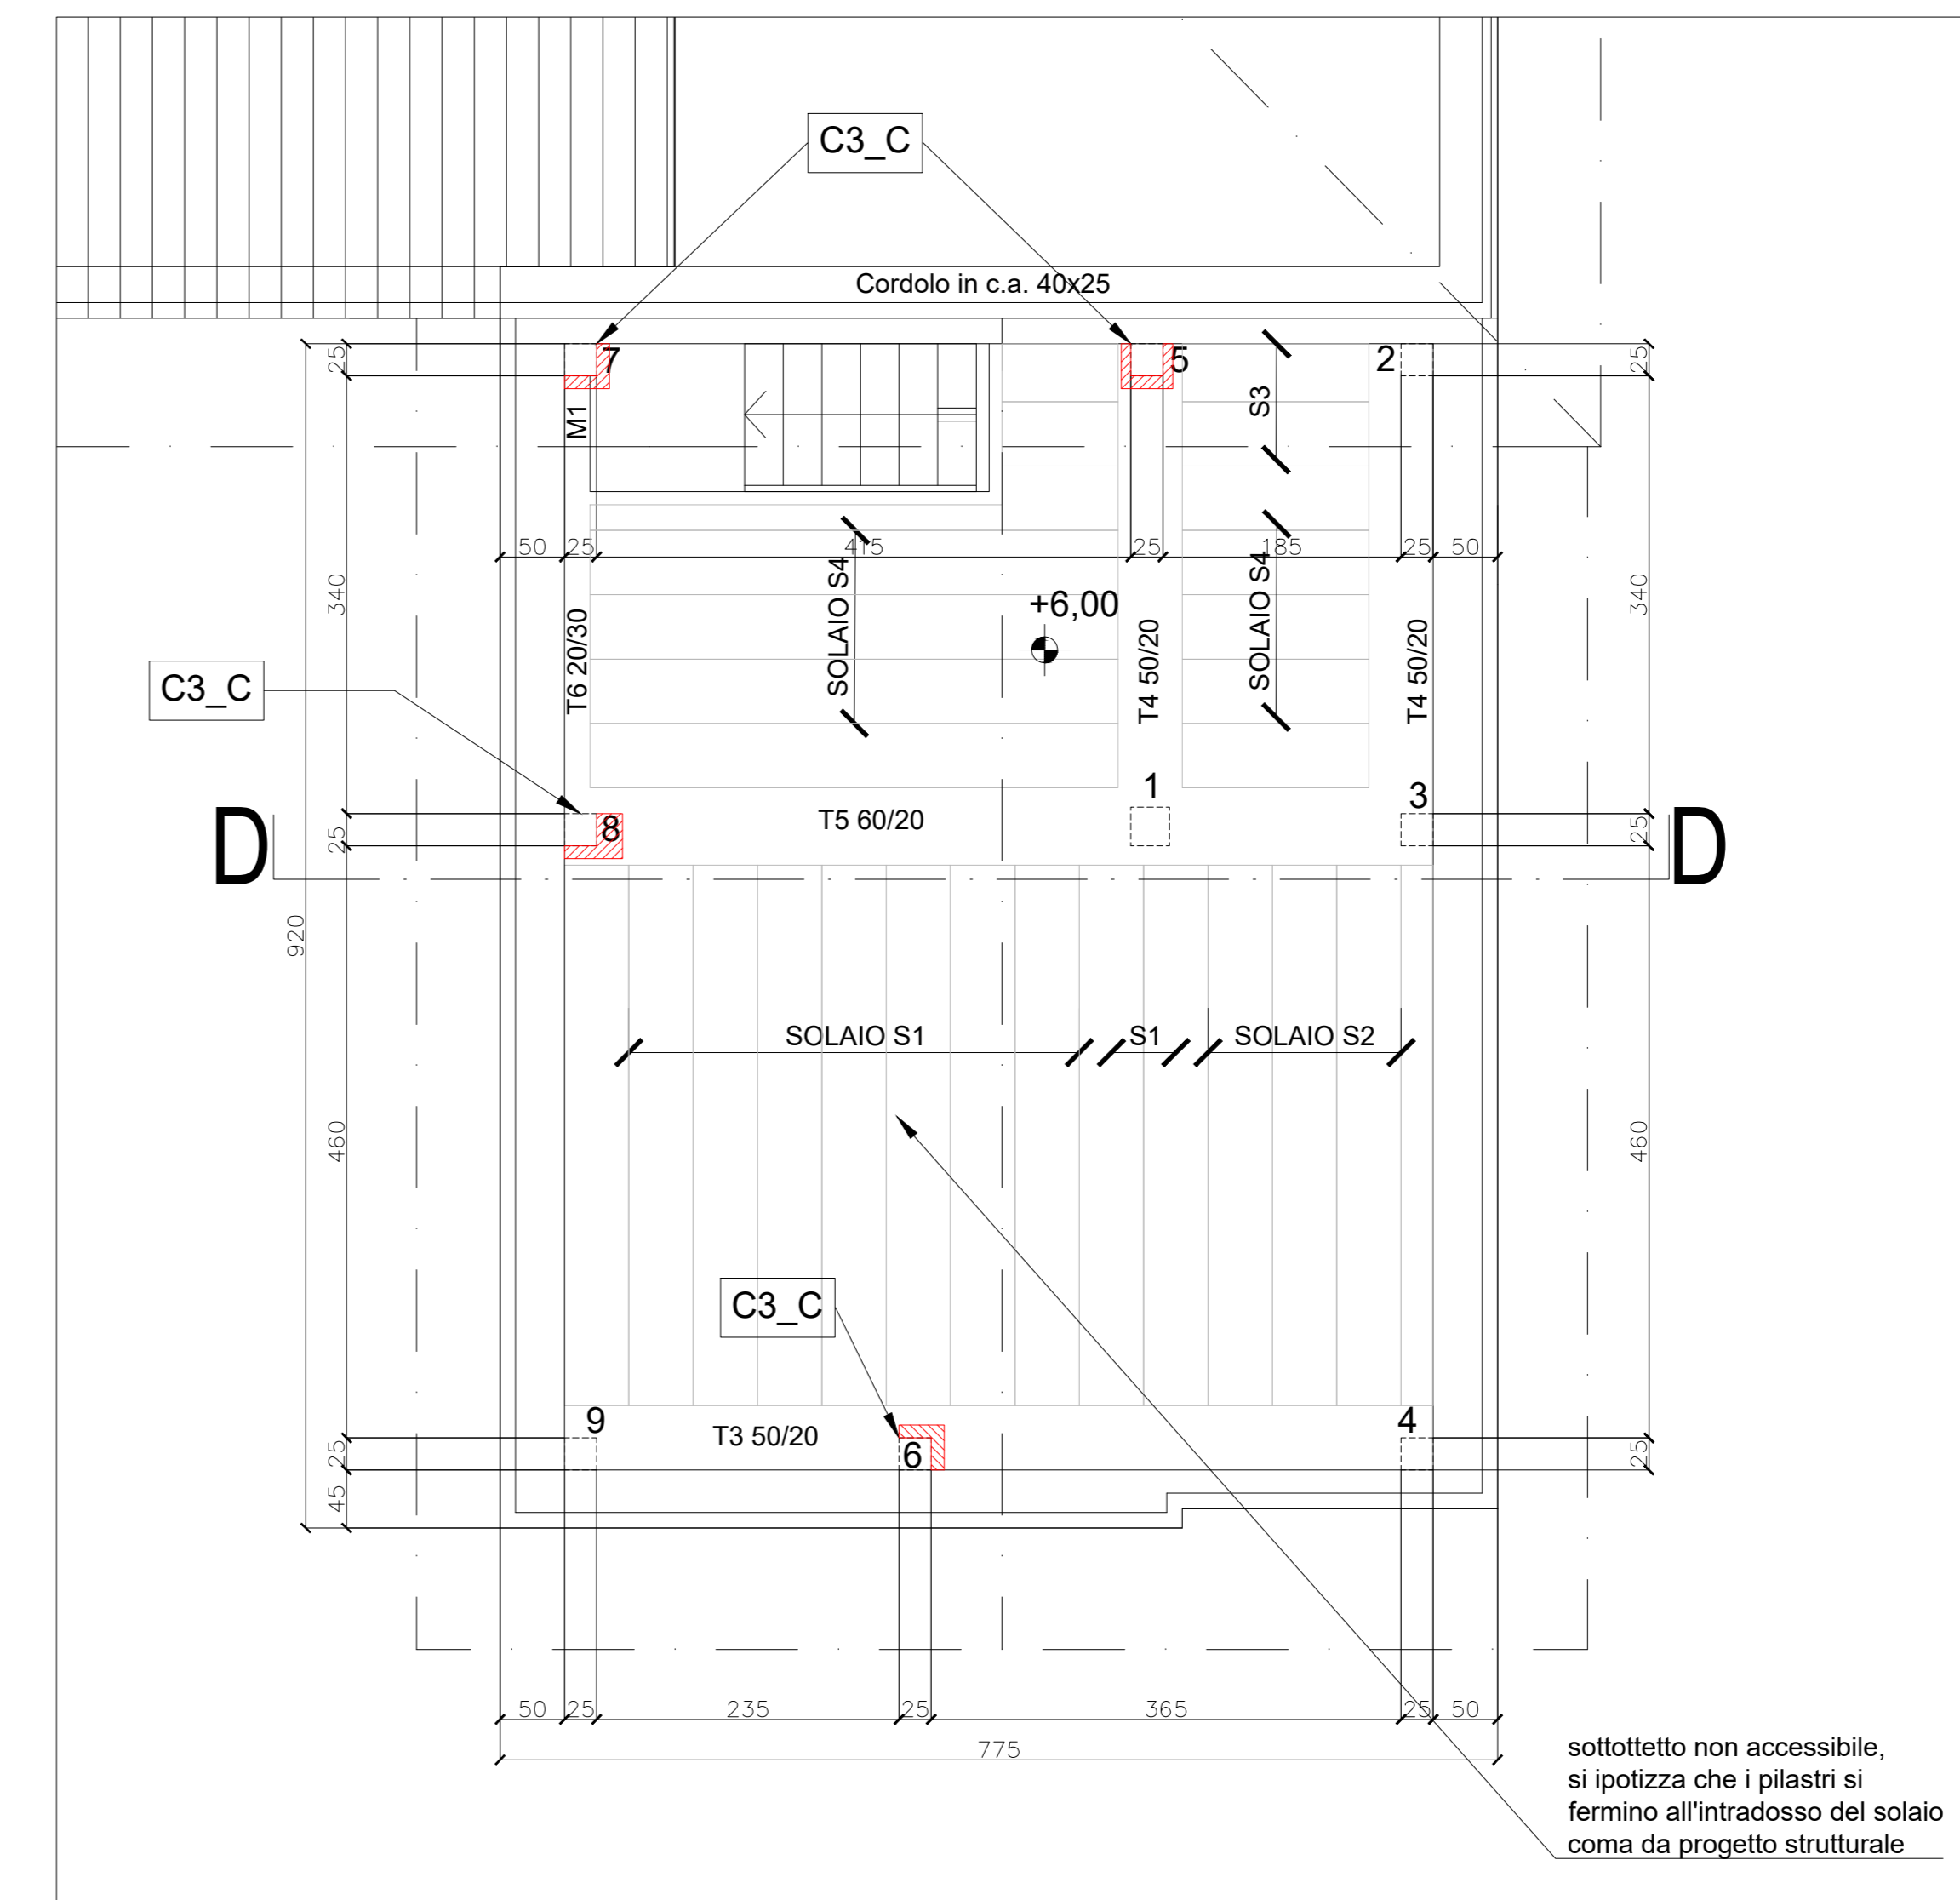 C3_C
Cordolo in c.a. 40x25
7
5
2
25
25
M1
S3
50
25
415
25
185
25
50
340
340
SOLAIO S4
SOLAIO S4
+6,00
T6 20/30
T4 50/20
T4 50/20
C3_C
1
3
T5 60/20
8
D
D
25
25
920
SOLAIO S1
S1
SOLAIO S2
460
460
C3_C
9
T3 50/20
6
4
25
25
45
50
25
235
25
365
25
50
775
sottottetto non accessibile,
si ipotizza che i pilastri si
fermino all'intradosso del solaio
coma da progetto strutturale